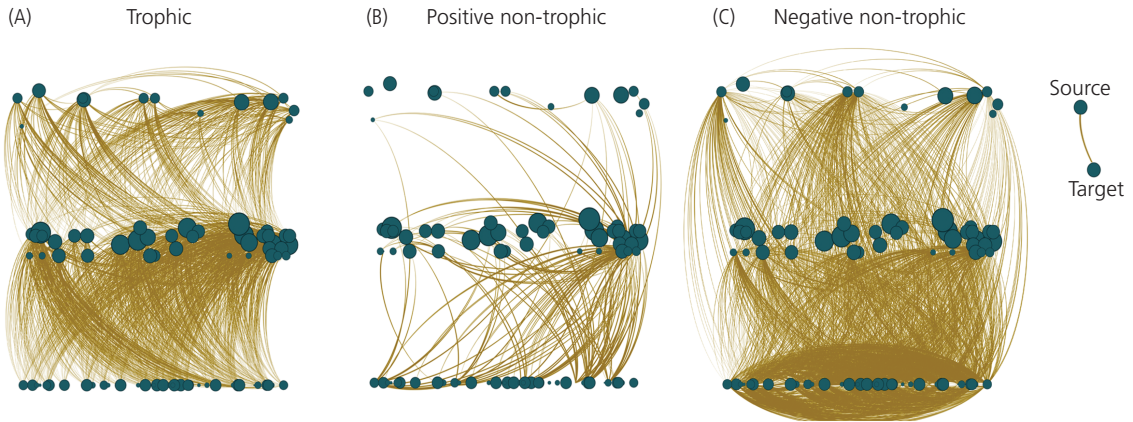 (A) Trophic
(B) Positive non-trophic
(C) Negative non-trophic
Source
Target